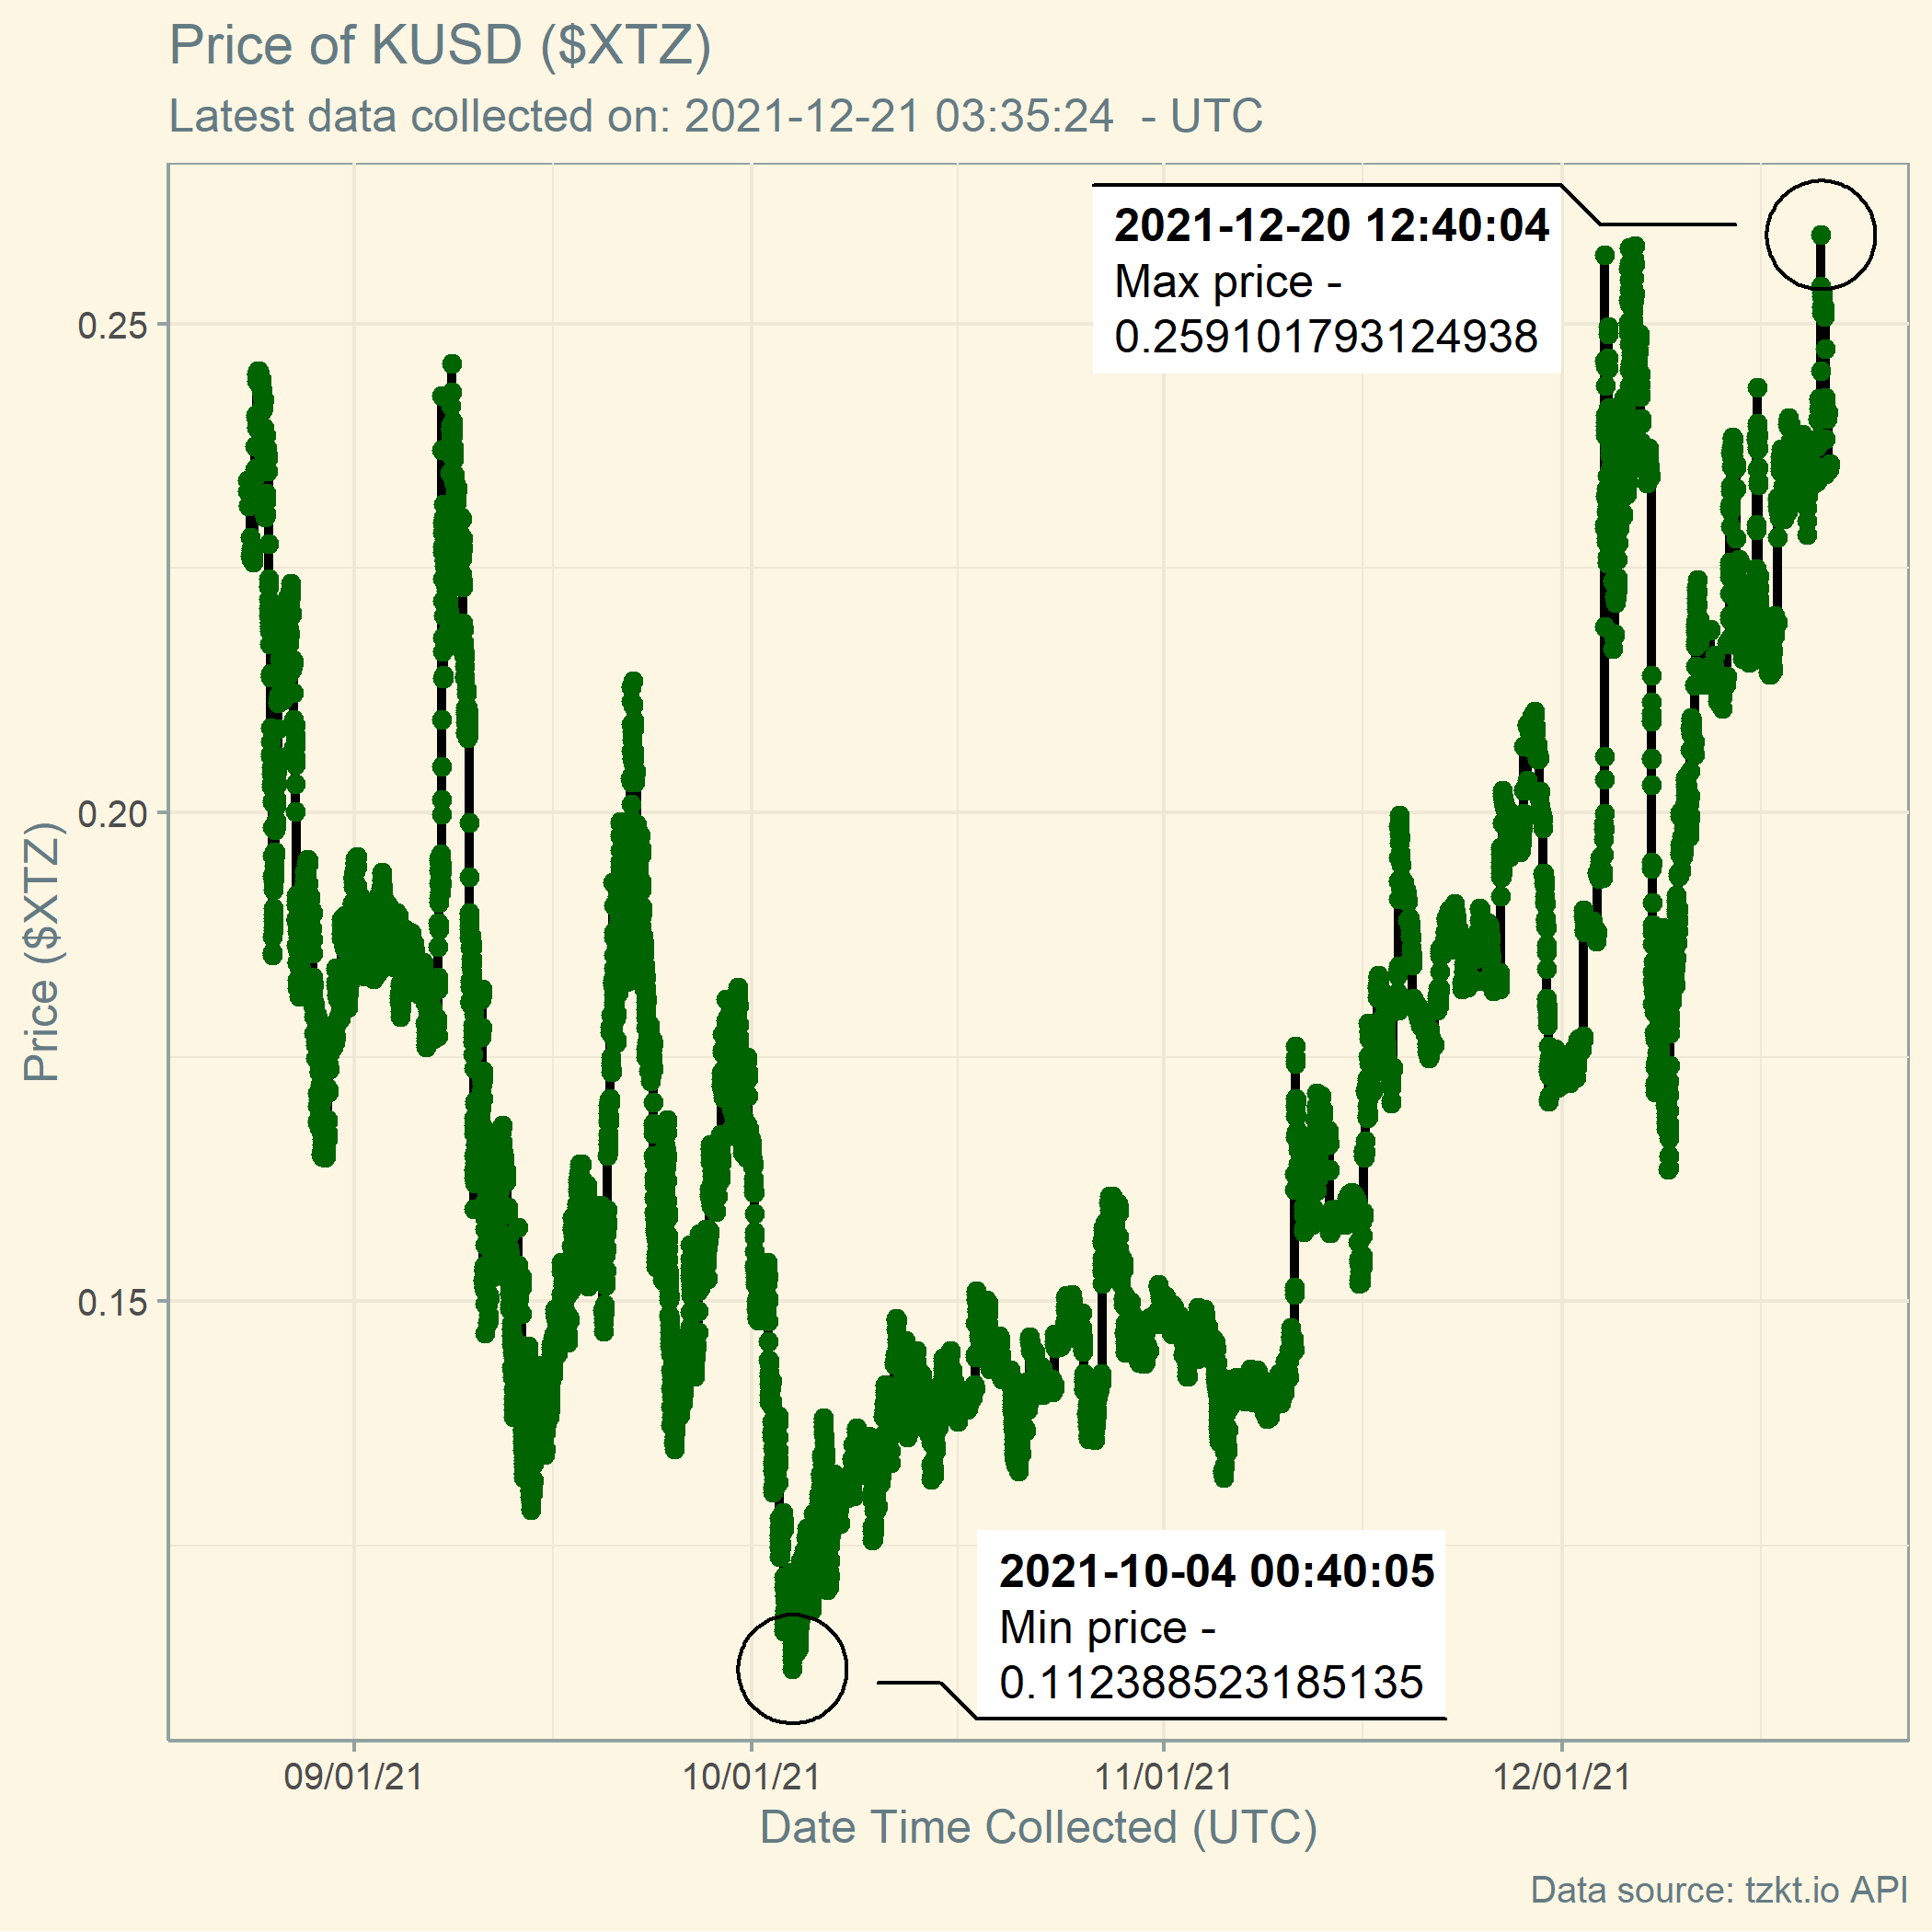 Price of KUSD ($XTZ)
Latest data collected on: 2021-12-21 03:35:24  - UTC
2021-12-20 12:40:04
Max price -
0.259101793124938
0.25
0.20
0.15
Price ($XTZ)
2021-10-04 00:40:05
Min price -
0.112388523185135
09/01/21
10/01/21
11/01/21
12/01/21
Date Time Collected (UTC)
Data source: tzkt.io API